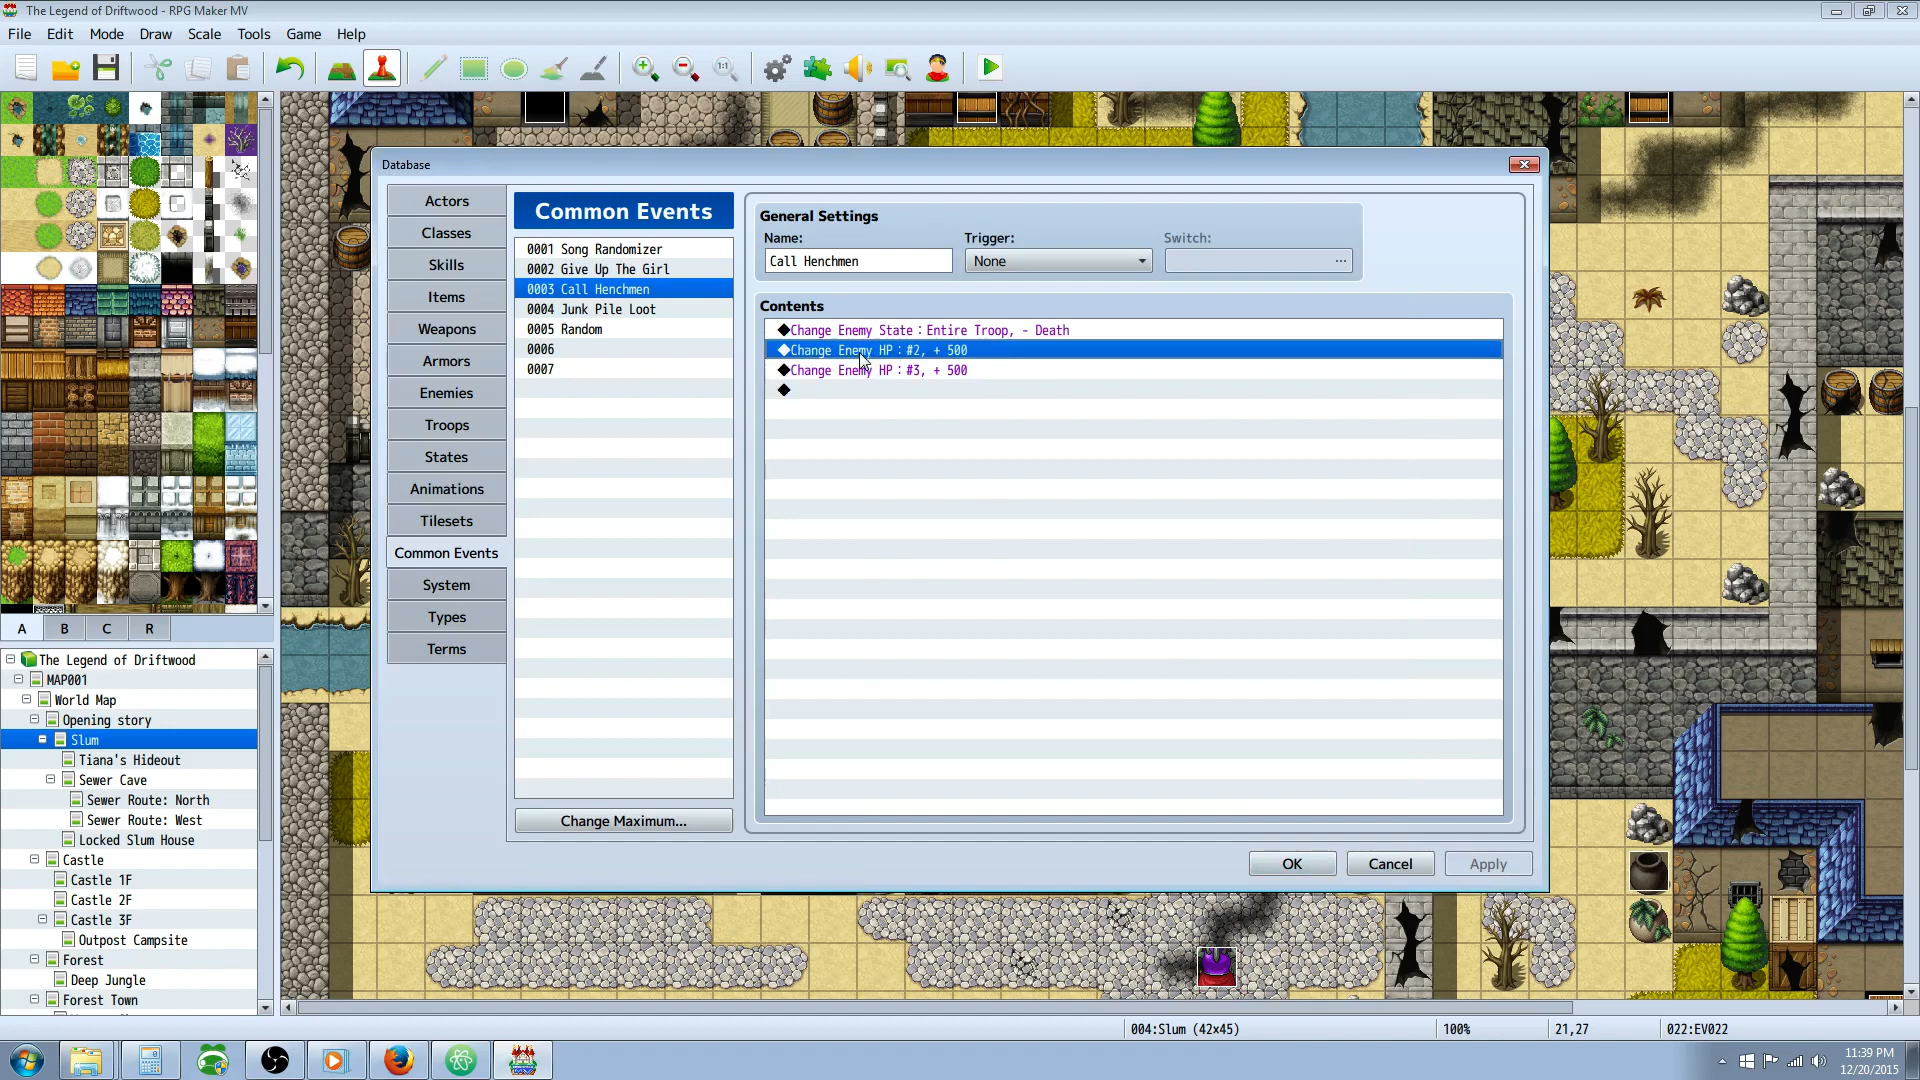 The Legend of Driftwood - RPG Maker MV
File Edit Mode Draw Scale Tools Game Help
1:1
Database
Actors
Classes
Skills
Items
Weapons
Armors
Enemies
Troops
States
Animations
Tilesets
Common Events
System
Types
Terms
Common Events
0001 Song Randomizer
0002 Give Up The Girl
0003 Call Henchmen
0004 Junk Pile Loot
0005 Random
0006
0007
Change Maximum...
General Settings
Name: Trigger: Switch:
Call Henchmen None ...
Contents
◆Change Enemy State : Entire Troop, - Death
◆Change Enemy HP : #2, + 500
◆Change Enemy HP : #3, + 500
◆
OK Cancel Apply
A B C R
The Legend of Driftwood
MAP001
World Map
Opening story
Slum
Tiana's Hideout
Sewer Cave
Sewer Route: North
Sewer Route: West
Locked Slum House
Castle
Castle 1F
Castle 2F
Castle 3F
Outpost Campsite
Forest
Deep Jungle
Forest Town
004:Slum (42x45) 100% 21,27 022:EV022
11:39 PM
12/20/2015